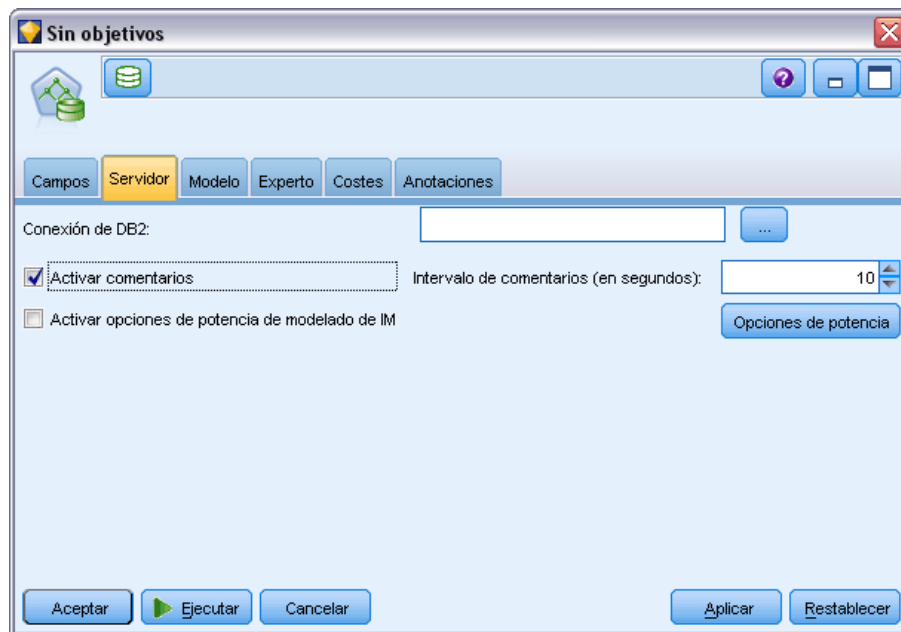 Sin objetivos
?
Campos Servidor Modelo Experto Costes Anotaciones
Conexión de DB2: ...
Activar comentarios Intervalo de comentarios (en segundos): 10
Activar opciones de potencia de modelado de IM Opciones de potencia
Aceptar Ejecutar Cancelar Aplicar Restablecer